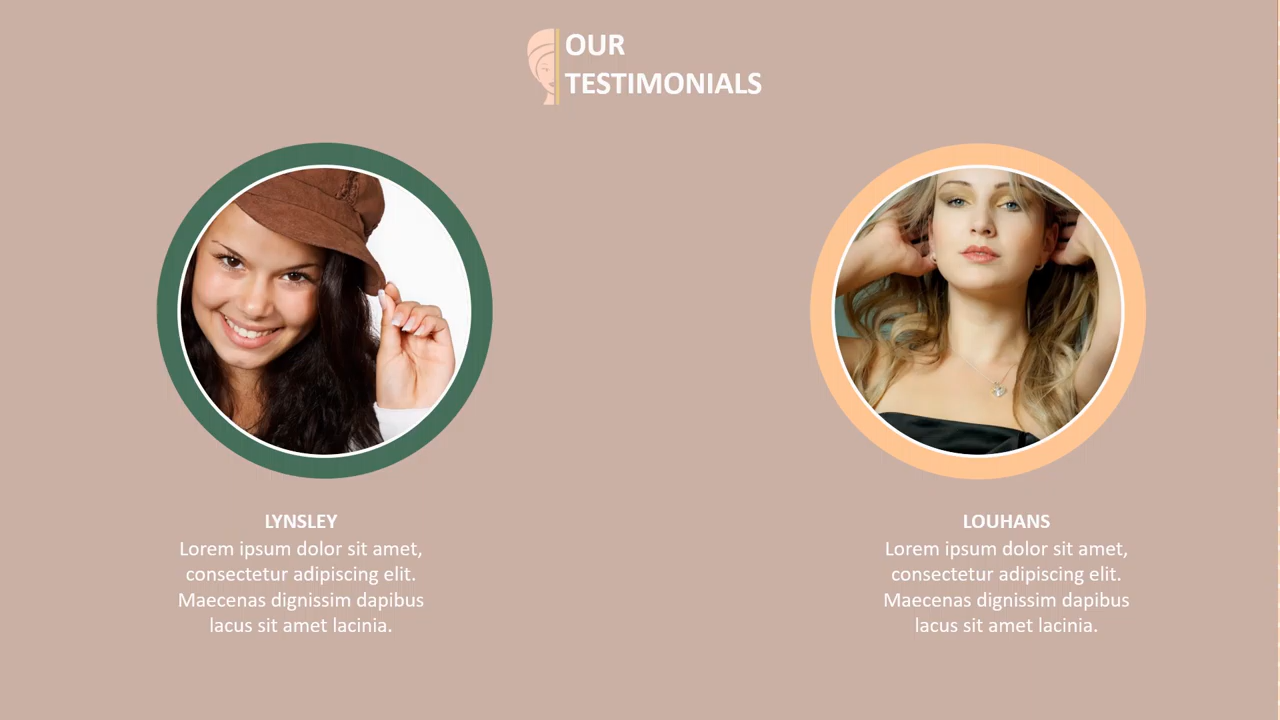 OUR
TESTIMONIALS
LYNSLEY
Lorem ipsum dolor sit amet,
consectetur adipiscing elit.
Maecenas dignissim dapibus
lacus sit amet lacinia.
LOUHANS
Lorem ipsum dolor sit amet,
consectetur adipiscing elit.
Maecenas dignissim dapibus
lacus sit amet lacinia.